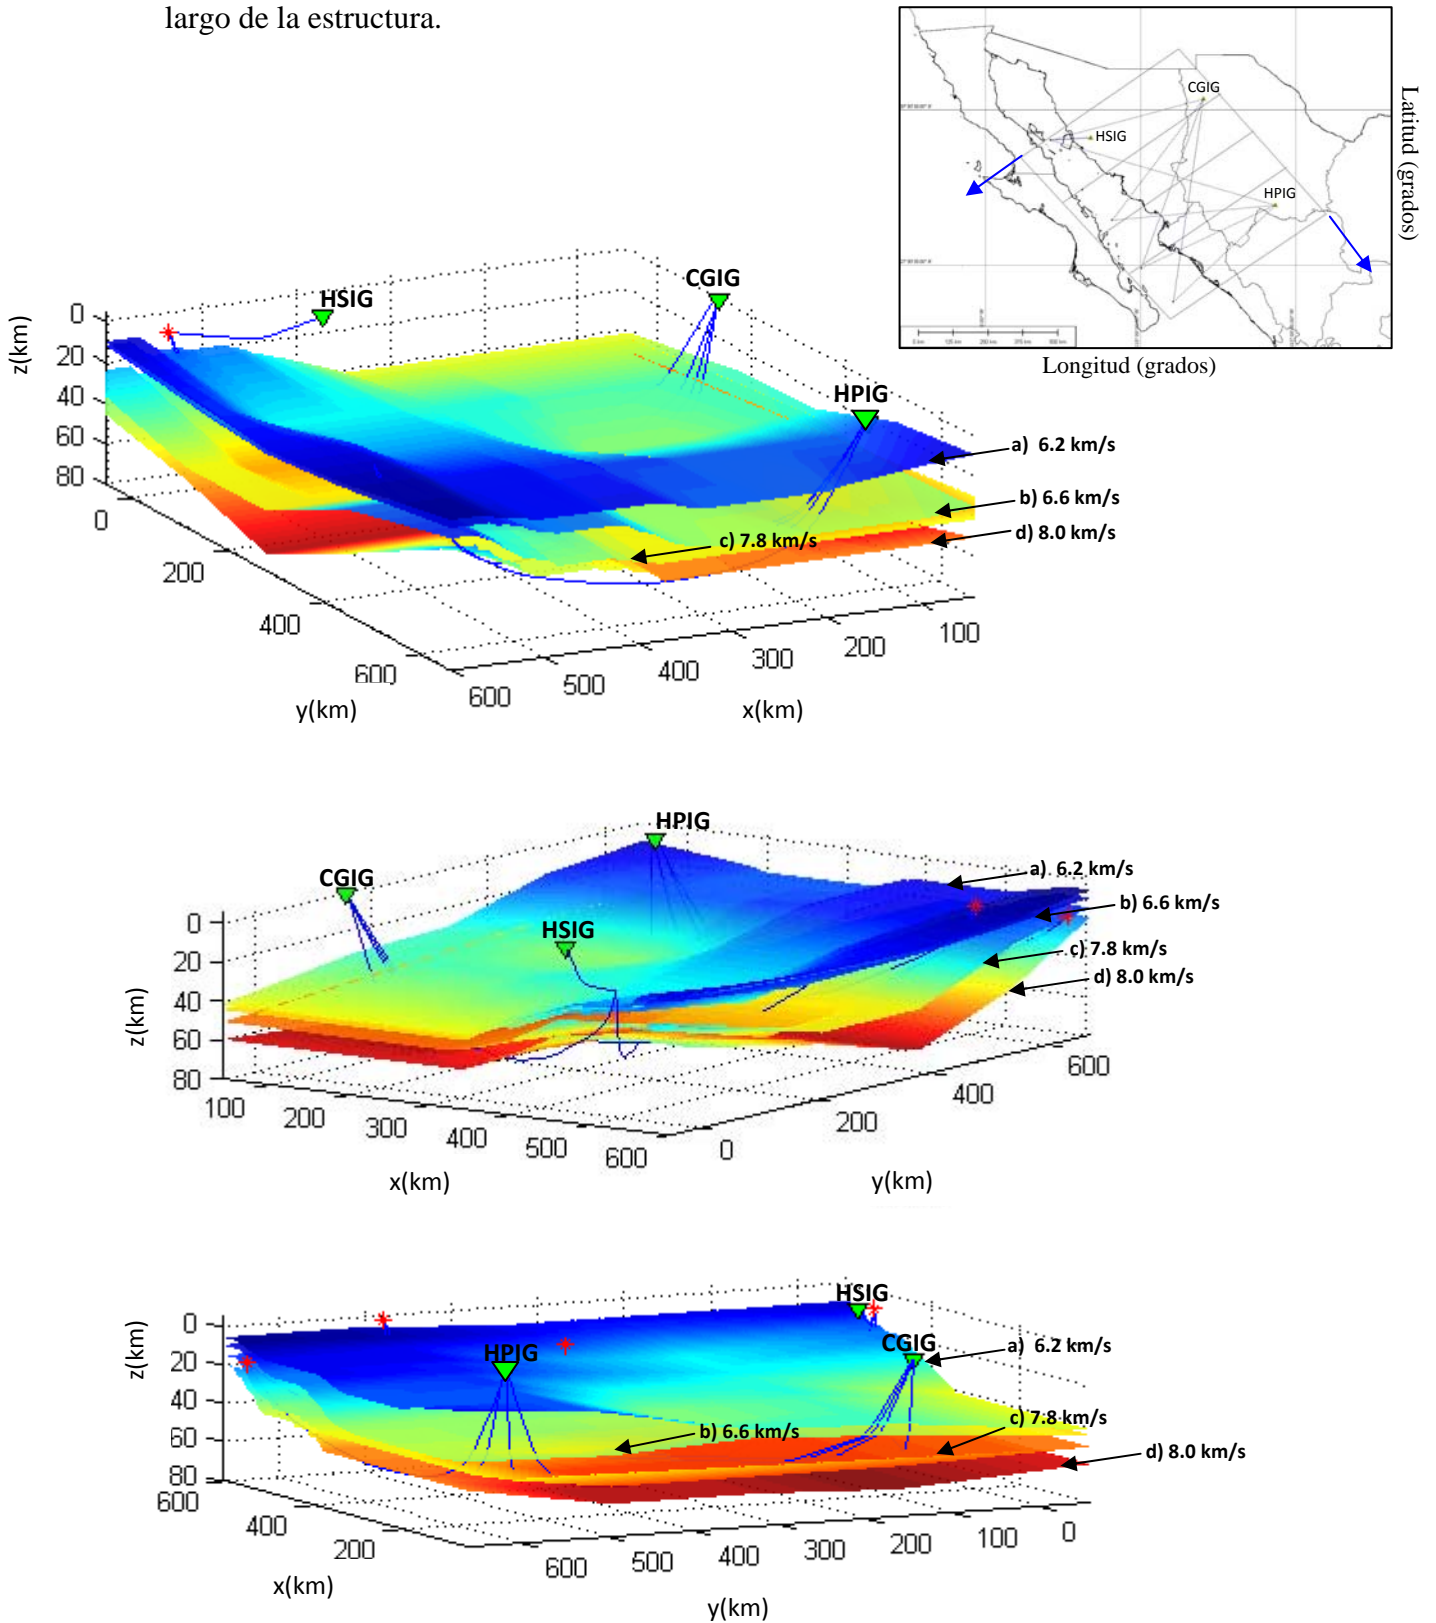 largo de la estructura.
CGIG
HSIG
HPIG
Latitud (grados)
Longitud (grados)
HSIG
CGIG
HPIG
z(km)
0
20
40
60
80
a) 6.2 km/s
b) 6.6 km/s
c) 7.8 km/s
d) 8.0 km/s
0
200
400
600
y(km)
600
500
400
300
200
100
x(km)
HPIG
CGIG
HSIG
z(km)
0
20
40
60
80
a) 6.2 km/s
b) 6.6 km/s
c) 7.8 km/s
d) 8.0 km/s
100
200
300
400
500
600
x(km)
0
200
400
600
y(km)
HSIG
CGIG
HPIG
z(km)
0
20
40
60
80
a) 6.2 km/s
b) 6.6 km/s
c) 7.8 km/s
d) 8.0 km/s
600
400
200
x(km)
600
500
400
300
200
100
0
y(km)